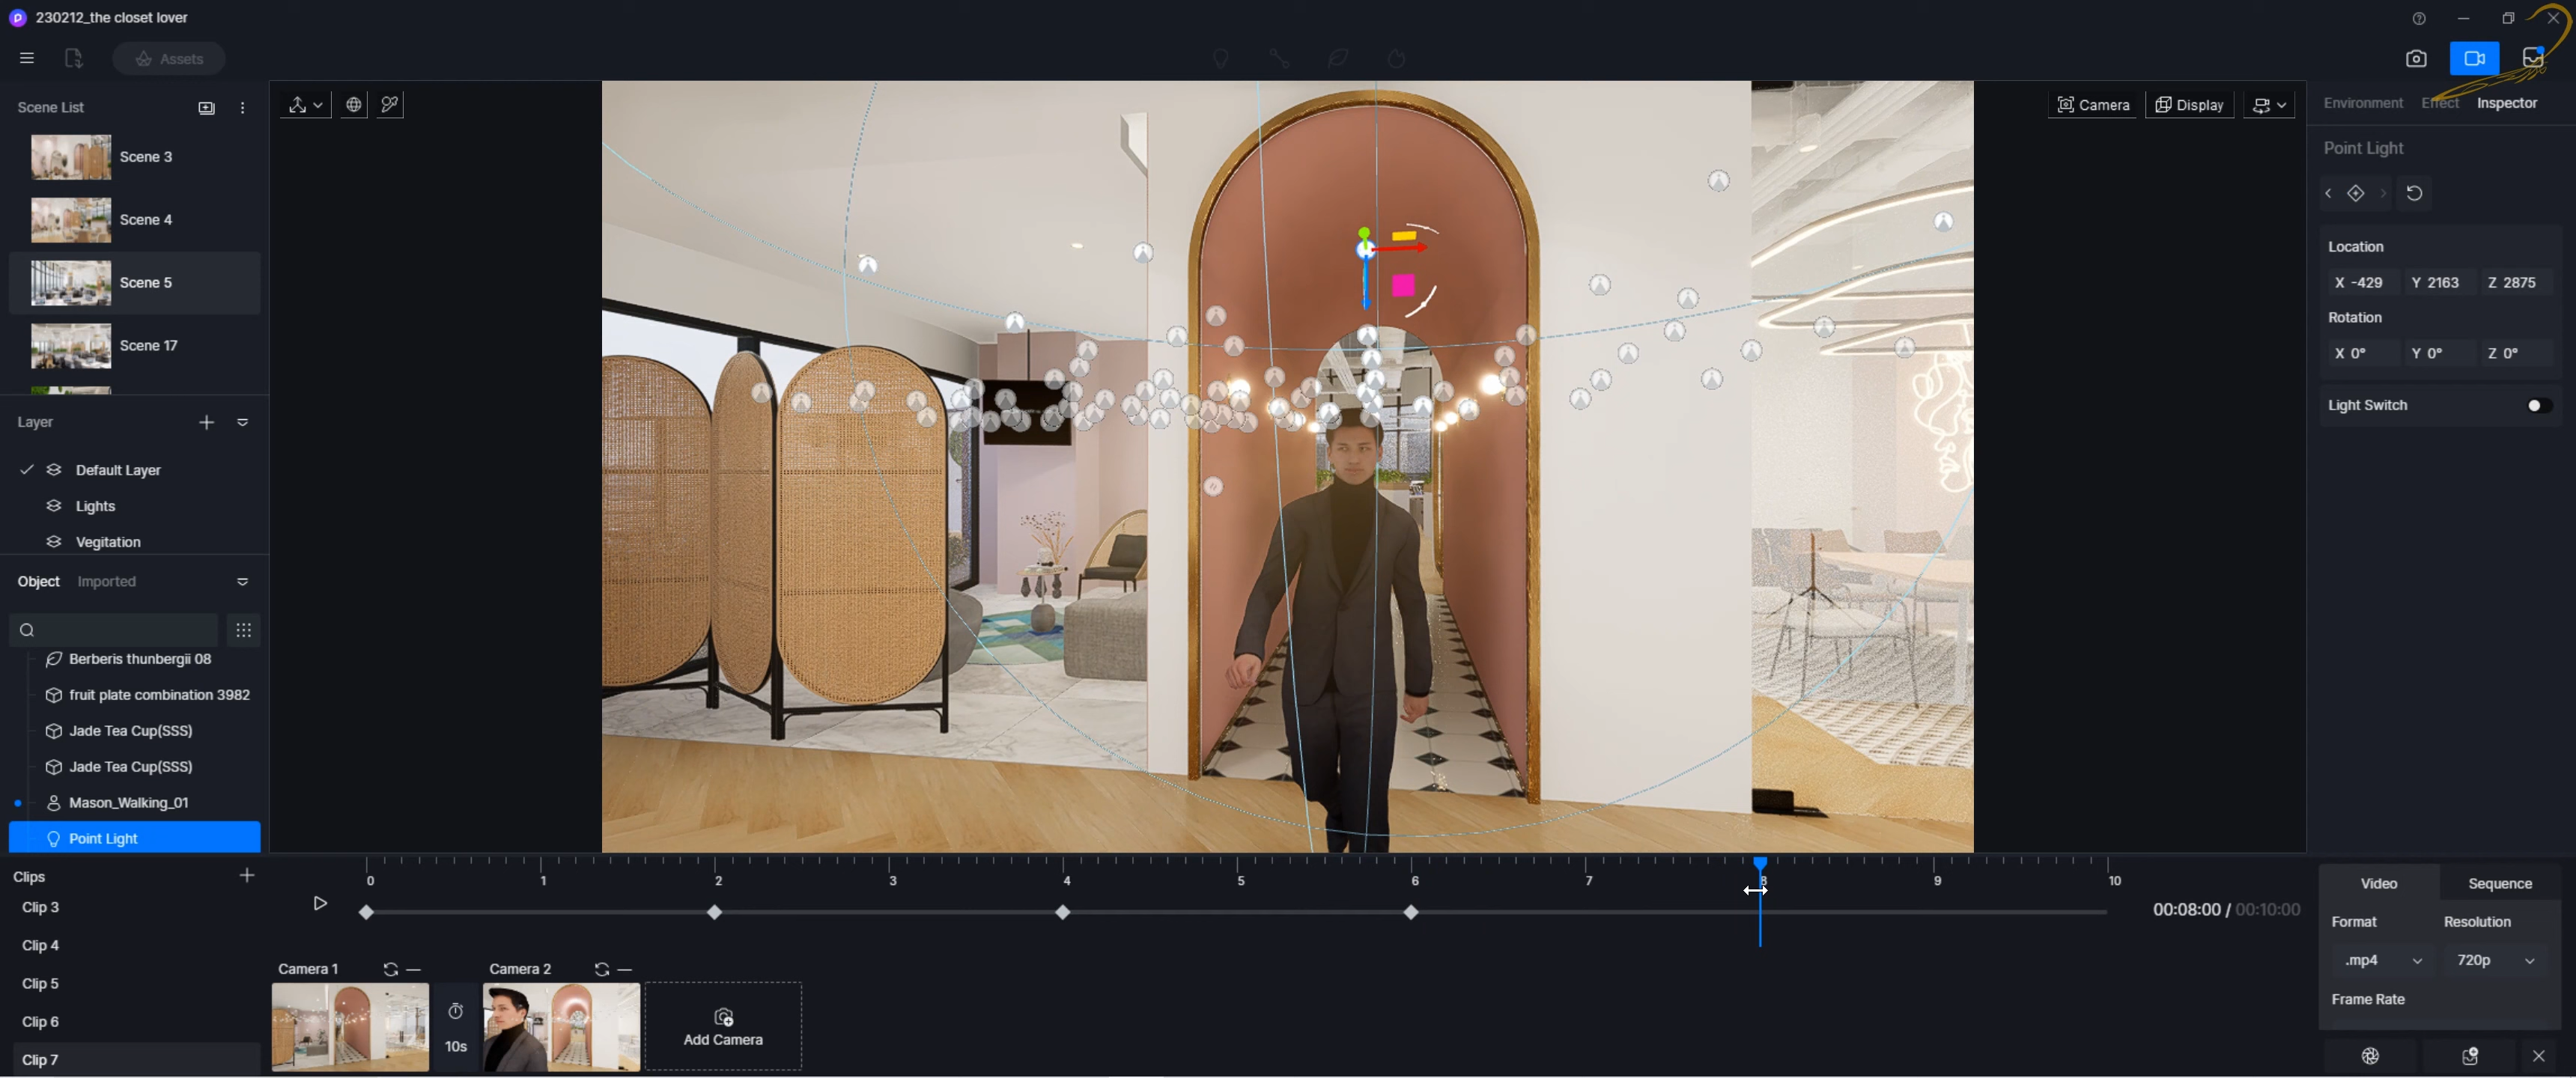 230212_the closet lover
Assets
Scene List
Scene 3
Scene 4
Scene 5
Scene 17
Layer
Default Layer
Lights
Vegitation
Object Imported
Berberis thunbergii 08
fruit plate combination 3982
Jade Tea Cup(SSS)
Jade Tea Cup(SSS)
Mason_Walking_01
Point Light
Camera Display
Environment Effect Inspector
Point Light
Location
X -429 Y 2163 Z 2875
Rotation
X 0° Y 0° Z 0°
Light Switch
Clips
Clip 3
Clip 4
Clip 5
Clip 6
Clip 7
0 1 2 3 4 5 6 7 8 9 10
00:08:00 / 00:10:00
Camera 1
10s
Camera 2
Add Camera
Video Sequence
Format Resolution
.mp4 720p
Frame Rate